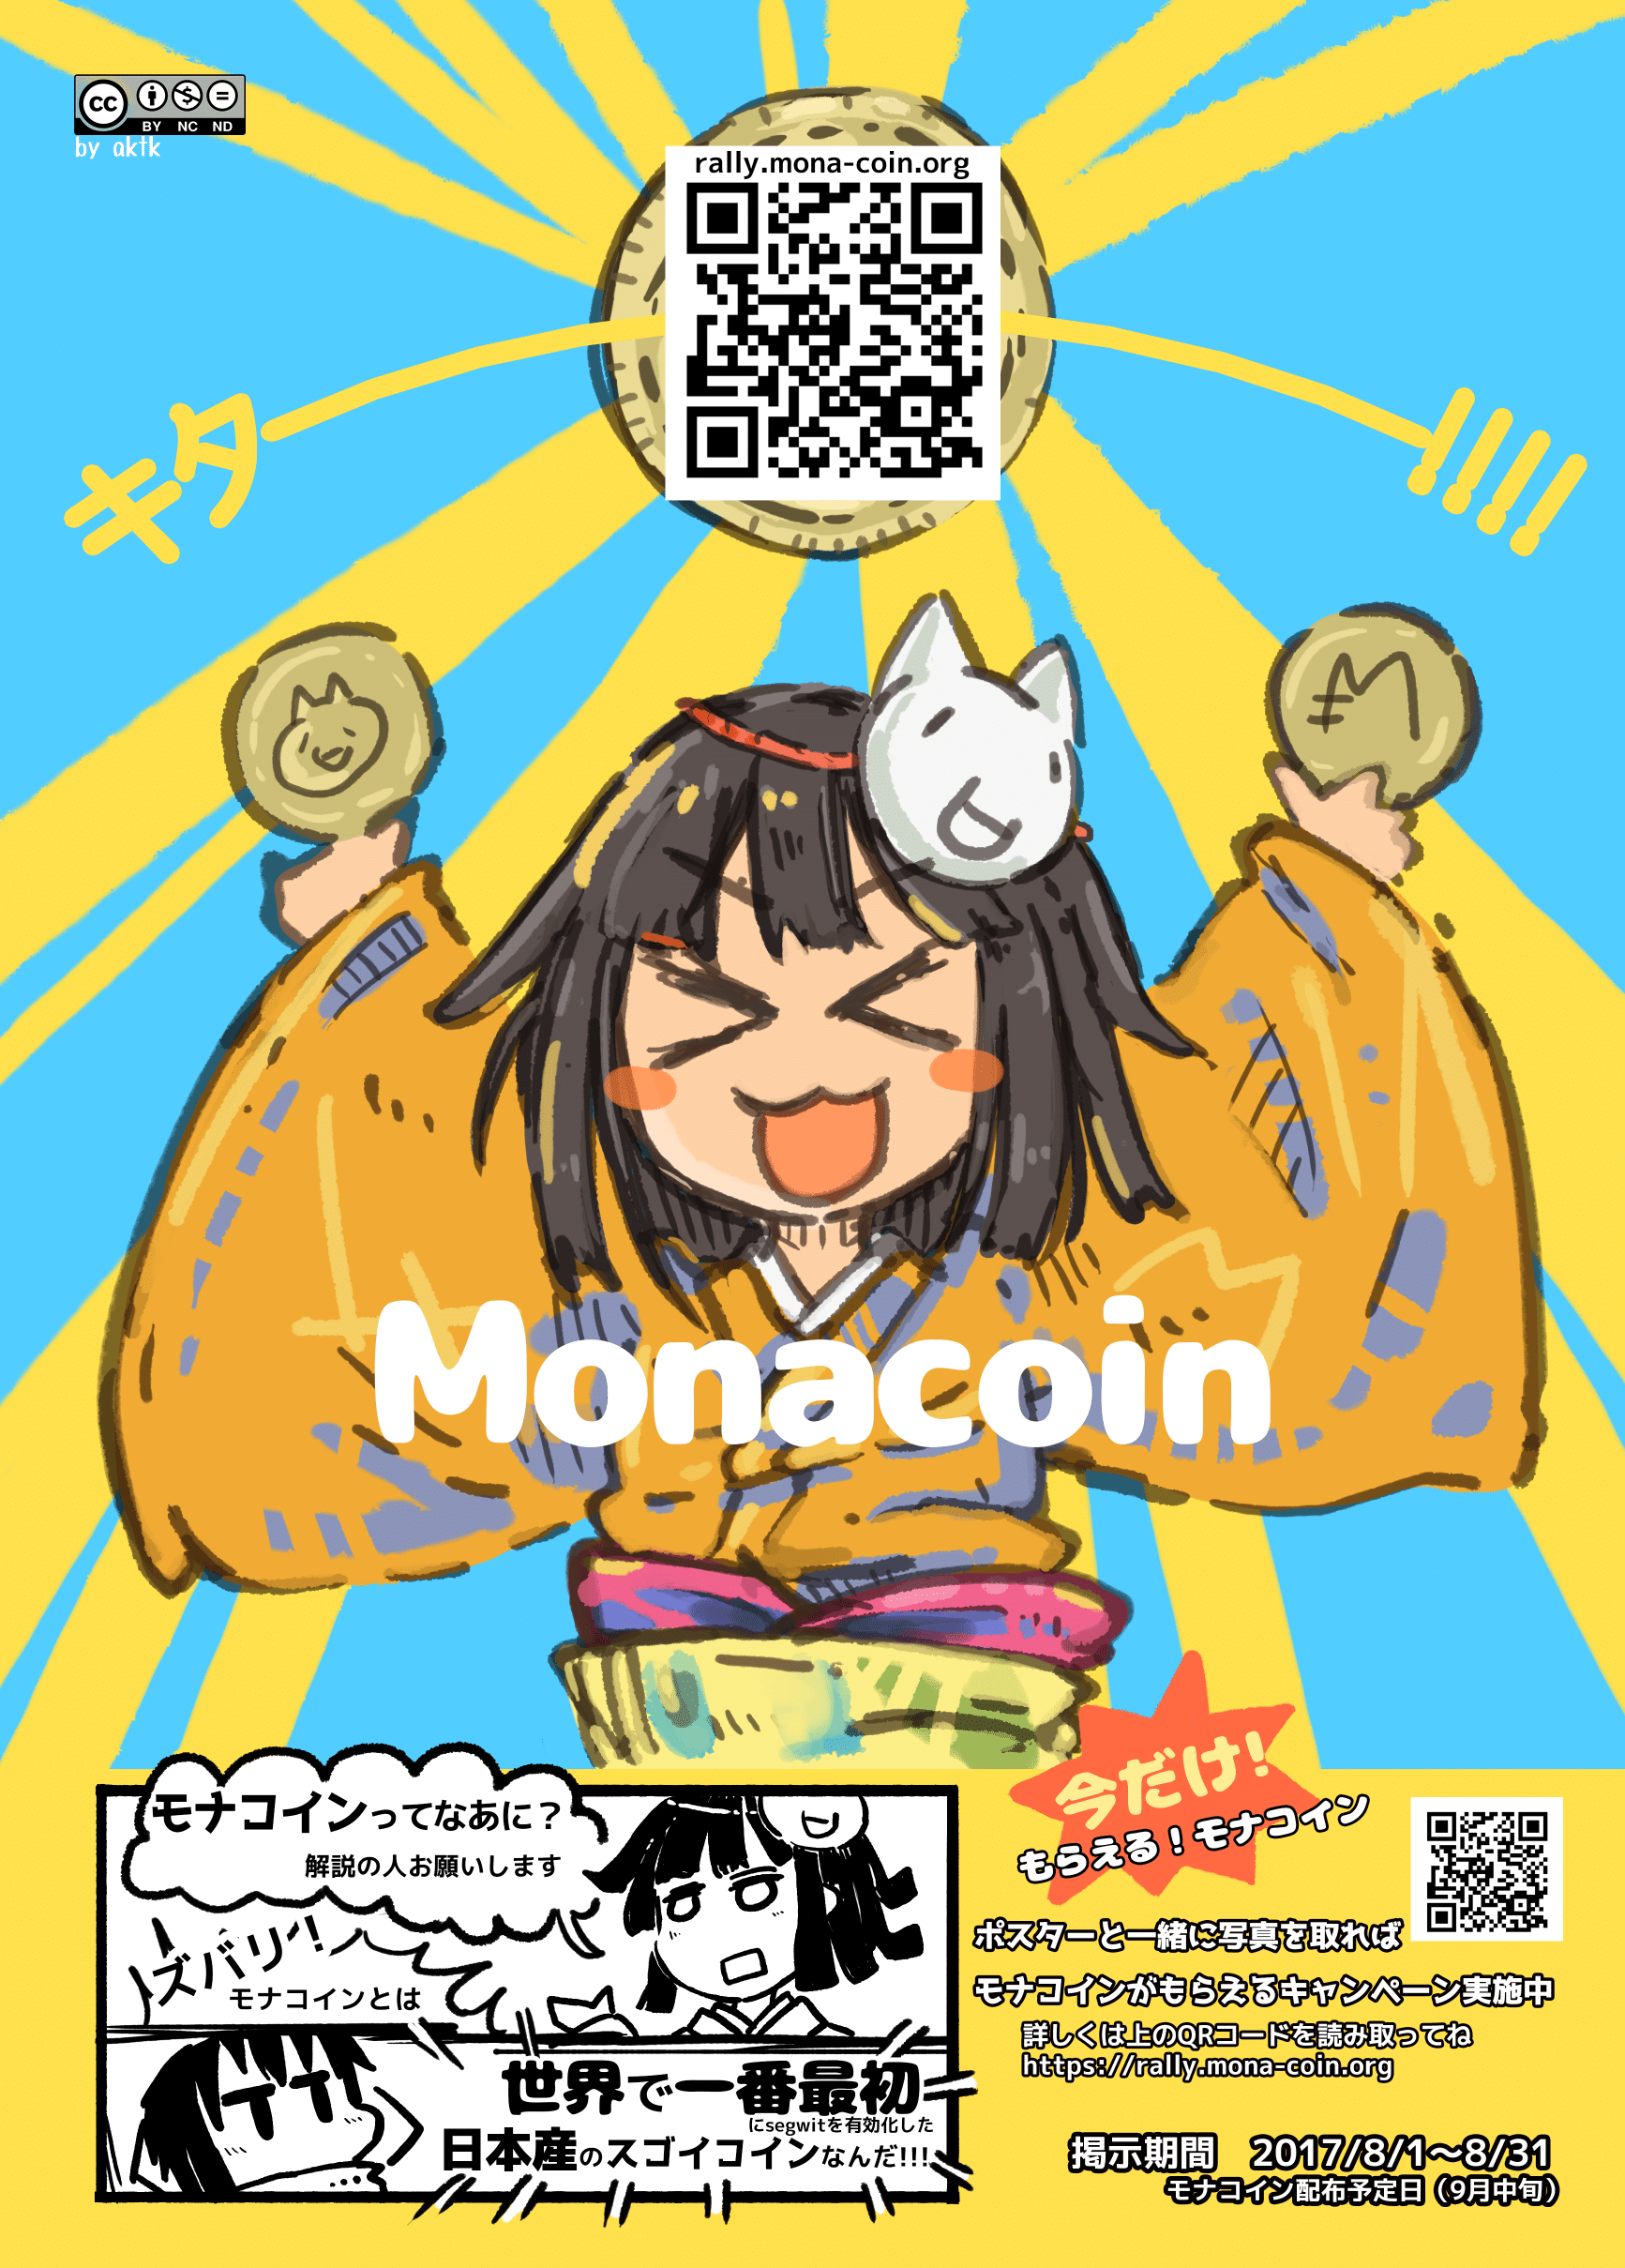 CC BY NC ND
by aktk
rally.mona-coin.org
キター!!!!
Monacoin
モナコインってなあに？
解説の人お願いします
ズバリ！
モナコインとは
世界で一番最初
にsegwitを有効化した
日本産のスゴイコインなんだ!!!
今だけ!
もらえる！モナコイン
ポスターと一緒に写真を取れば
モナコインがもらえるキャンペーン実施中
詳しくは上のQRコードを読み取ってね
https://rally.mona-coin.org
掲示期間　2017/8/1〜8/31
モナコイン配布予定日（9月中旬）